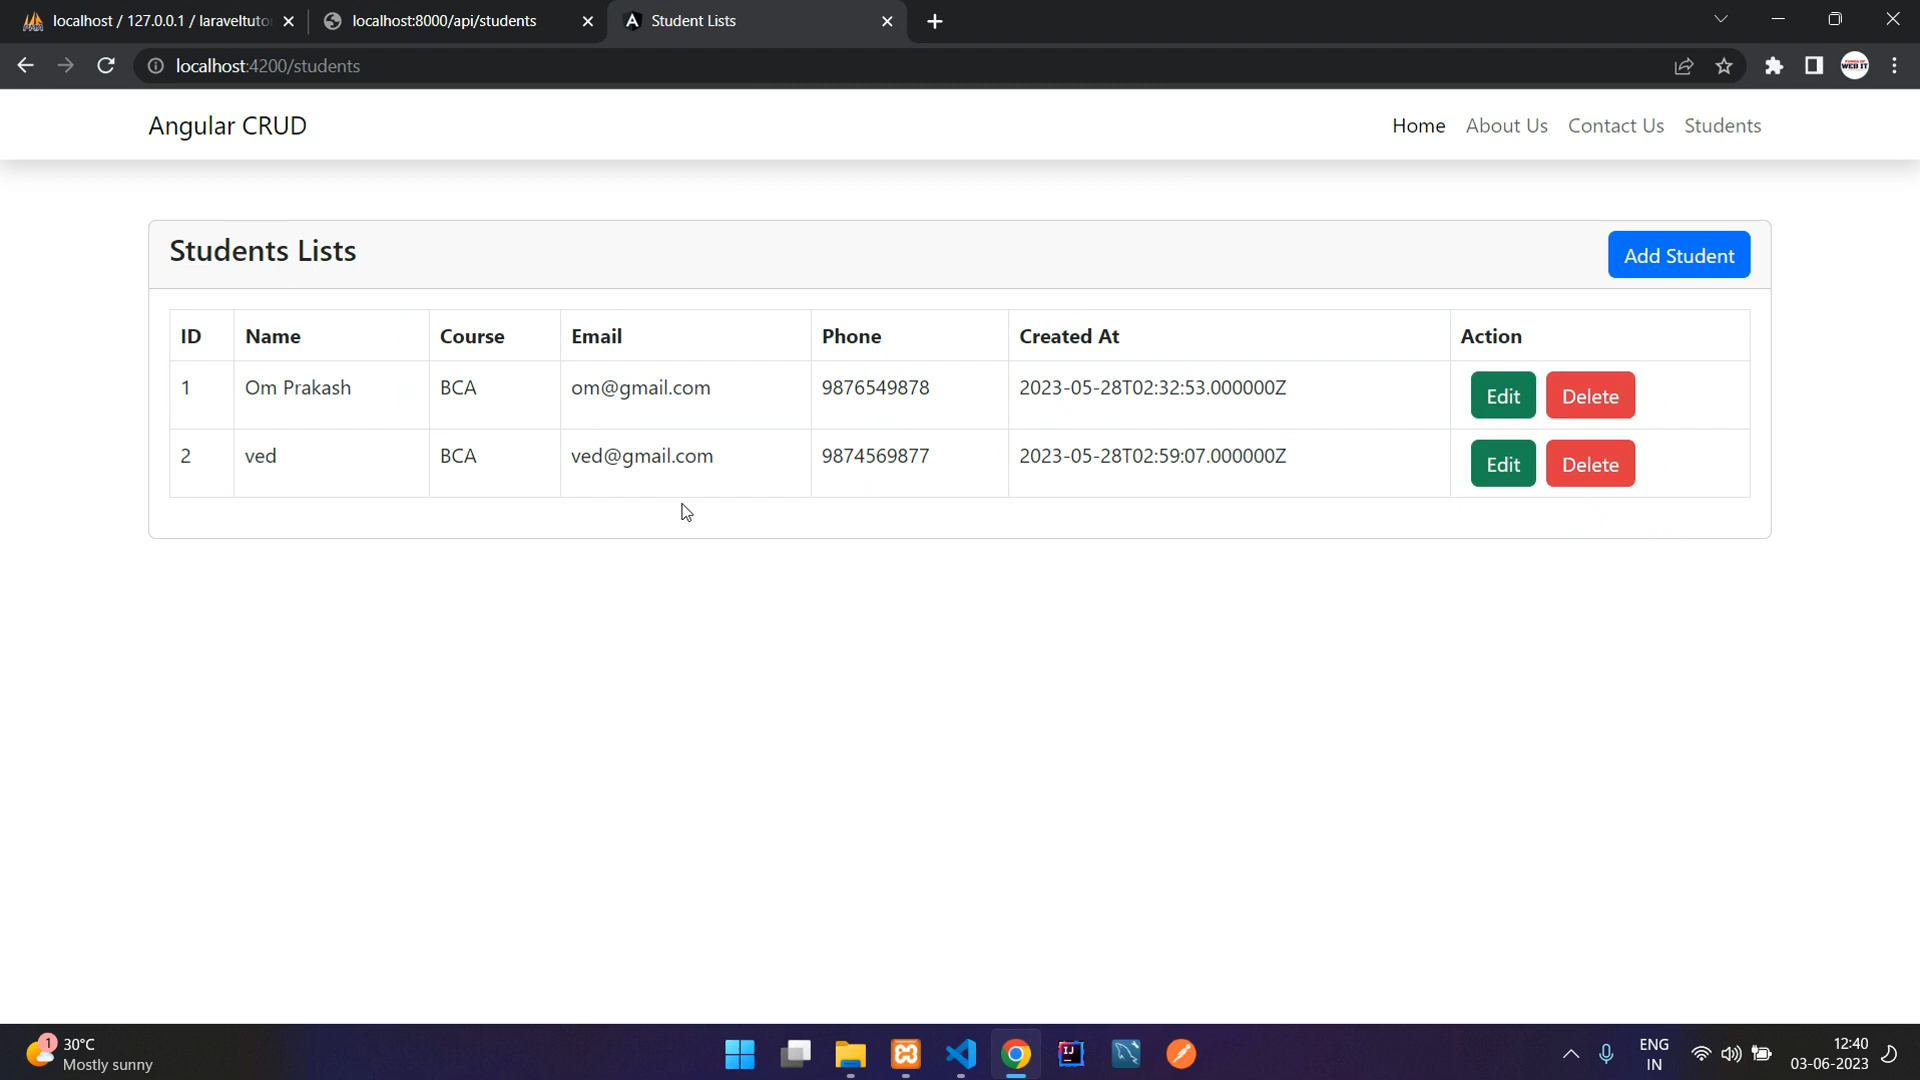 localhost / 127.0.0.1 / laraveltuto
localhost:8000/api/students
Student Lists
localhost:4200/students
WEB IT
Angular CRUD
Home About Us Contact Us Students
Students Lists
Add Student
ID Name Course Email Phone Created At Action
1 Om Prakash BCA om@gmail.com 9876549878 2023-05-28T02:32:53.000000Z Edit Delete
2 ved BCA ved@gmail.com 9874569877 2023-05-28T02:59:07.000000Z Edit Delete
1
30°C
Mostly sunny
IJ
ENG
IN
12:40
03-06-2023